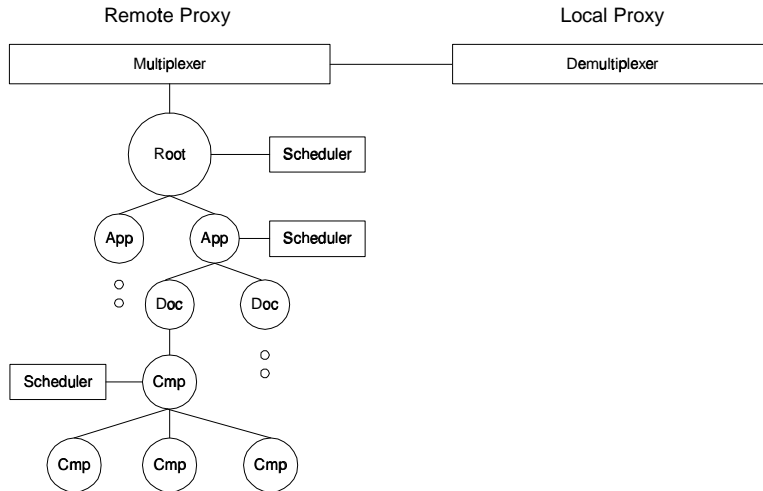 Remote Proxy
Local Proxy
Multiplexer
Demultiplexer
Root
Scheduler
App
App
Scheduler
Doc
Doc
Scheduler
Cmp
Cmp
Cmp
Cmp